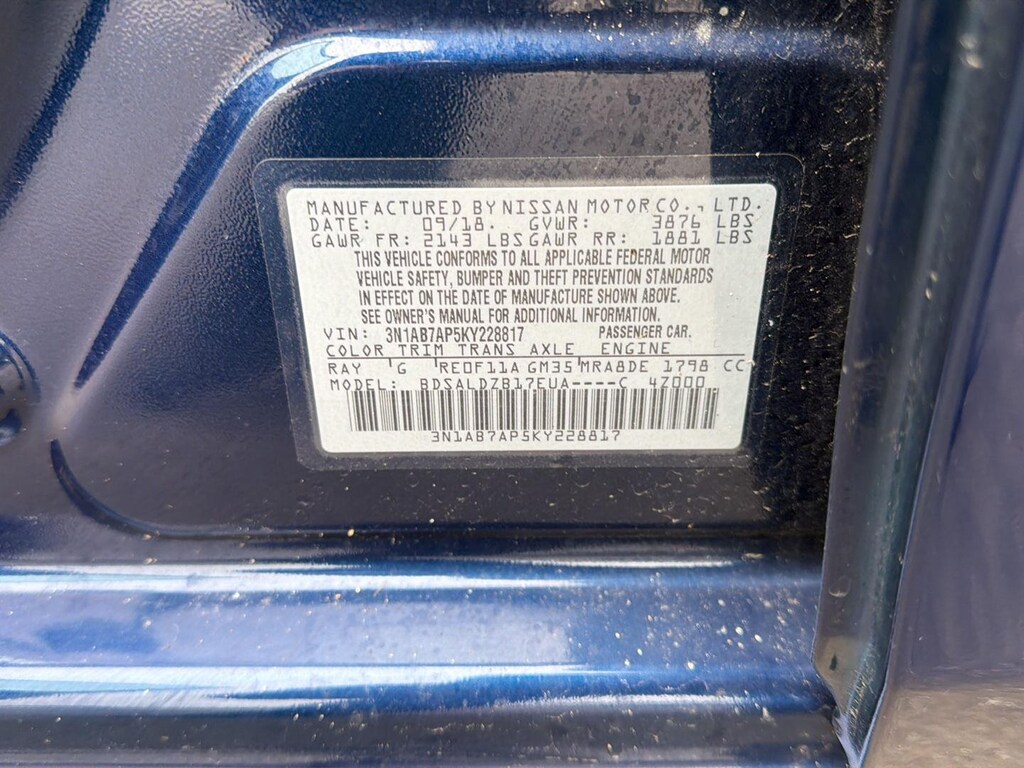 MANUFACTURED BY NISSAN MOTOR CO., LTD.
DATE: 09/18. GVWR: 3876 LBS
GAWR FR: 2143 LBS GAWR RR: 1881 LBS
THIS VEHICLE CONFORMS TO ALL APPLICABLE FEDERAL MOTOR
VEHICLE SAFETY, BUMPER AND THEFT PREVENTION STANDARDS
IN EFFECT ON THE DATE OF MANUFACTURE SHOWN ABOVE.
SEE OWNER'S MANUAL FOR ADDITIONAL INFORMATION.
VIN: 3N1AB7AP5KY228817 PASSENGER CAR.
COLOR TRIM TRANS AXLE ENGINE
RAY G RE0F11A GM35 MRA8DE 1798 CC
MODEL: BDSALDZB17EUA----C 4Z000
3N1AB7AP5KY228817